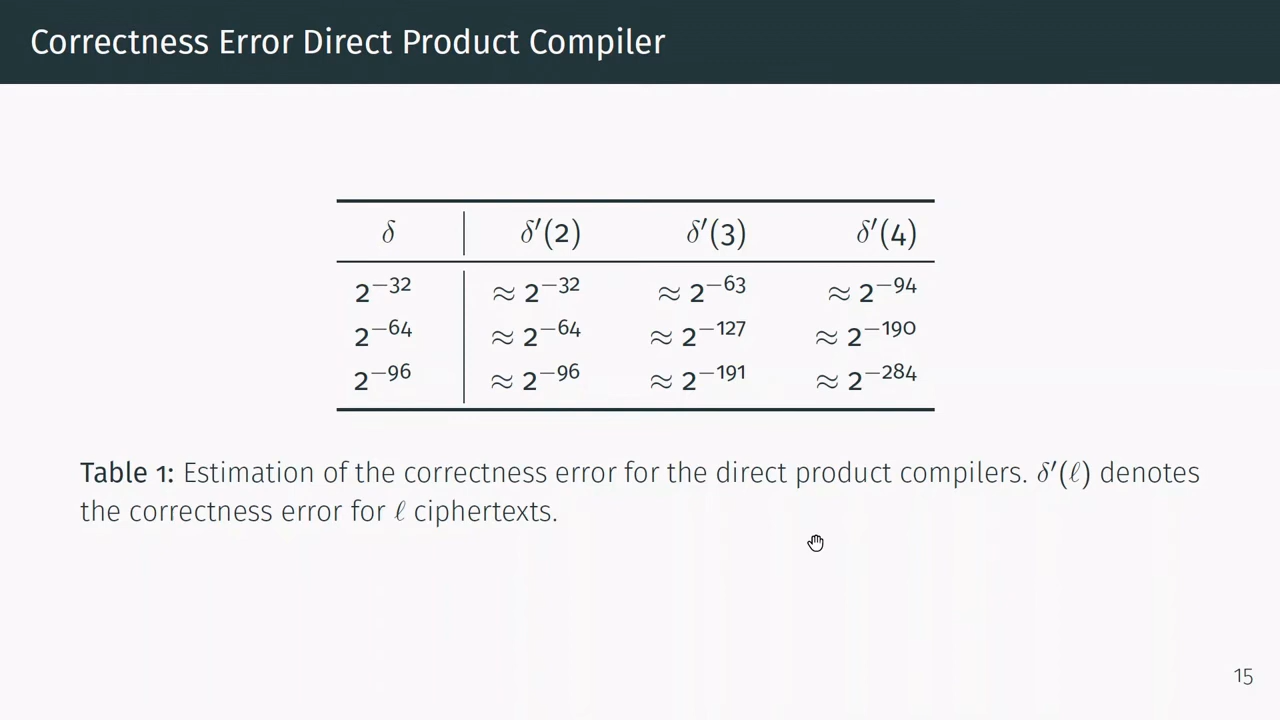 Correctness Error Direct Product Compiler
δ δ′(2) δ′(3) δ′(4)
2⁻³² ≈ 2⁻³² ≈ 2⁻⁶³ ≈ 2⁻⁹⁴
2⁻⁶⁴ ≈ 2⁻⁶⁴ ≈ 2⁻¹²⁷ ≈ 2⁻¹⁹⁰
2⁻⁹⁶ ≈ 2⁻⁹⁶ ≈ 2⁻¹⁹¹ ≈ 2⁻²⁸⁴
Table 1: Estimation of the correctness error for the direct product compilers. δ′(ℓ) denotes
the correctness error for ℓ ciphertexts.
15